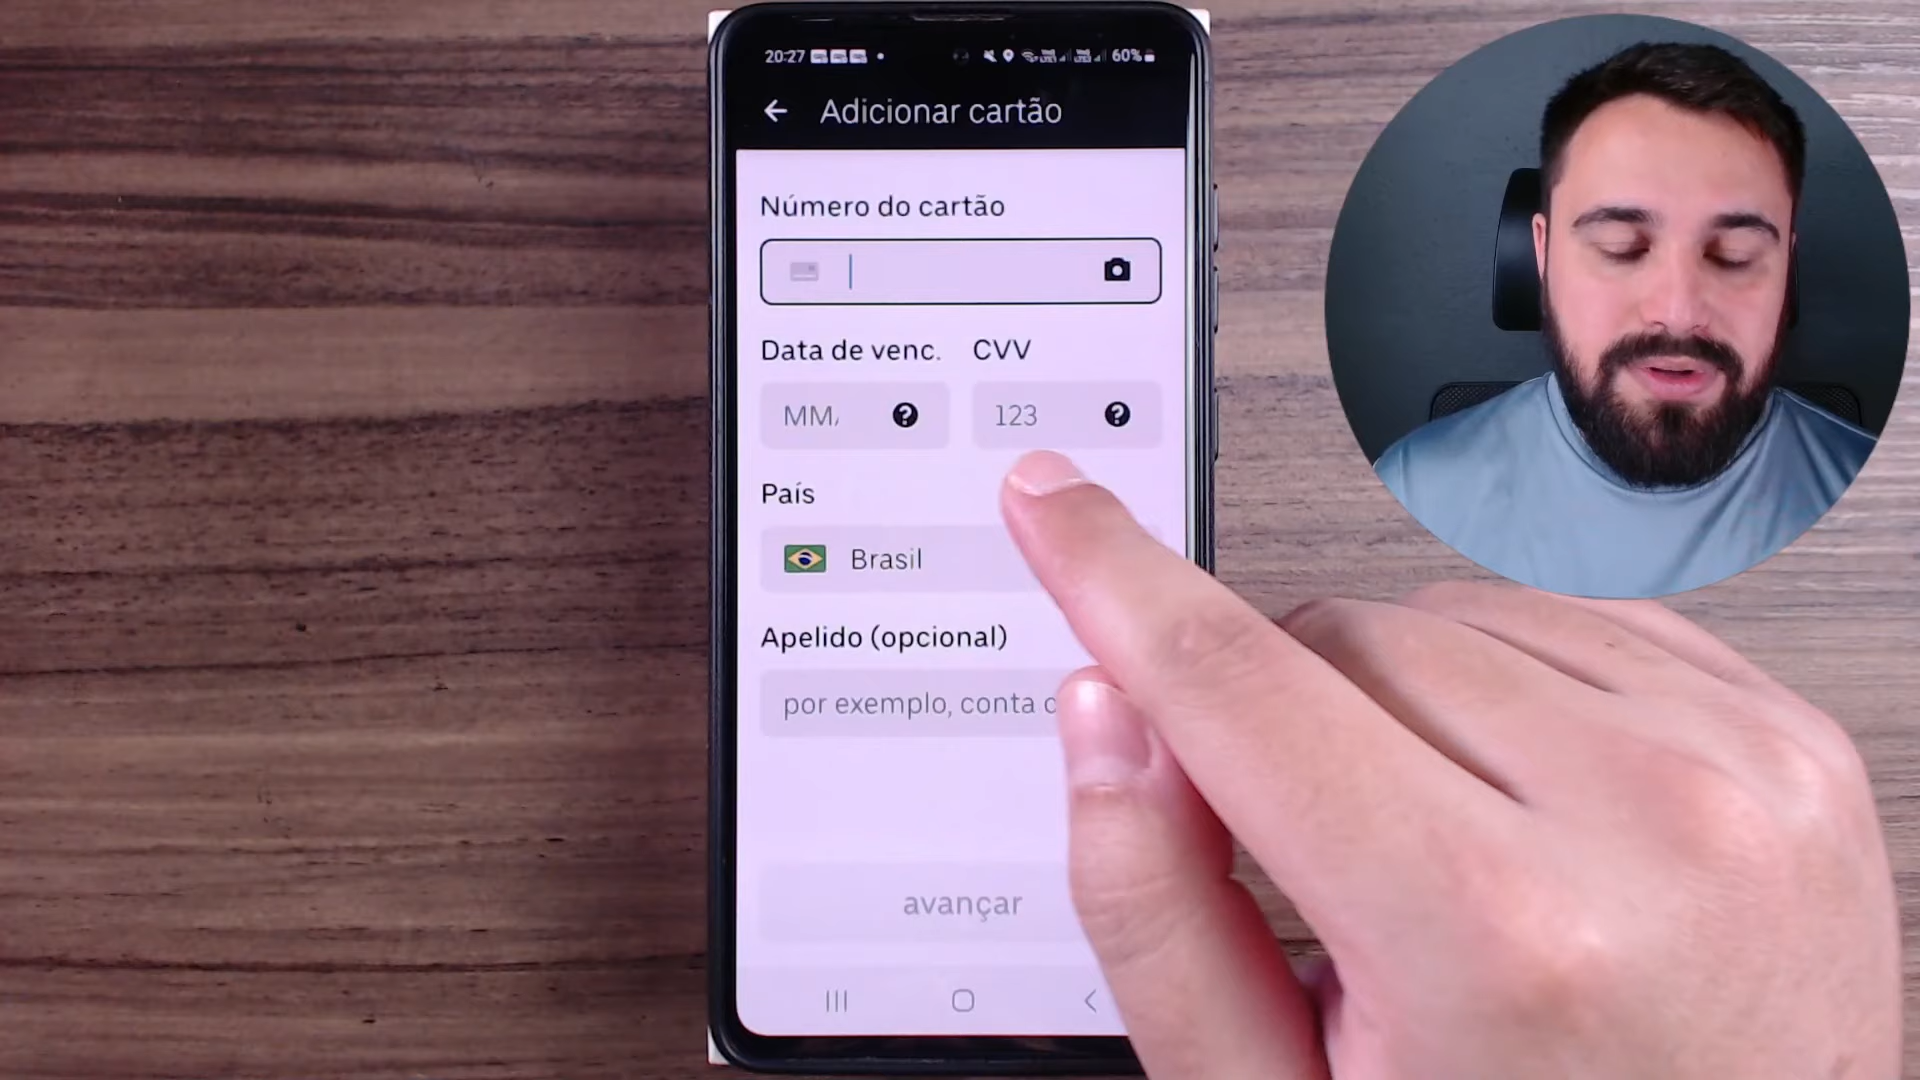 20:27
60%
Adicionar cartão
Número do cartão
Data de venc. CVV
MM/ 123
País
Brasil
Apelido (opcional)
por exemplo, conta c
avançar